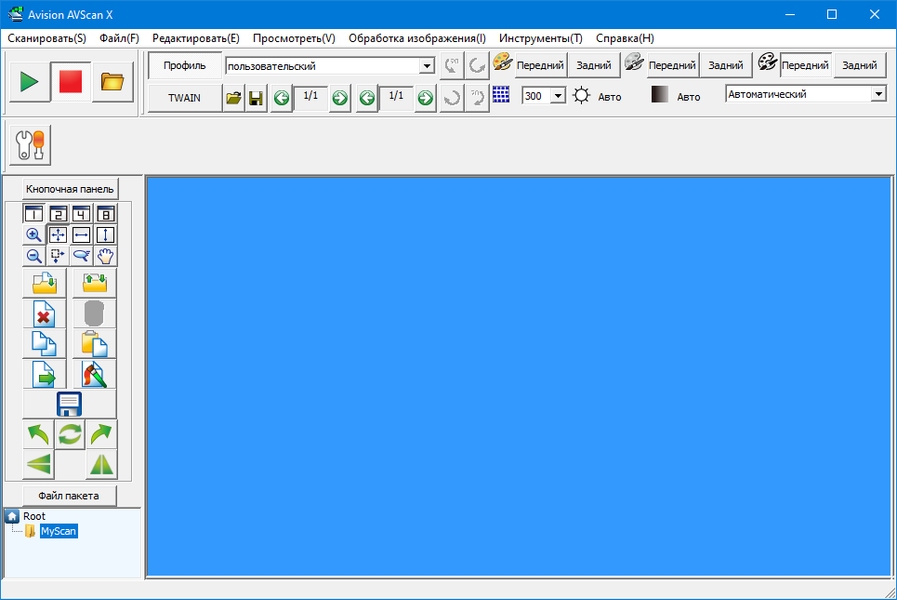 Avision AVScan X
Сканировать(S) Файл(F) Редактировать(E) Просмотреть(V) Обработка изображения(I) Инструменты(T) Справка(H)
Профиль пользовательский Передний Задний Передний Задний Передний Задний
TWAIN 1/1 1/1 300 Авто Авто Автоматический
Кнопочная панель
1 2 4 8
Файл пакета
Root
MyScan